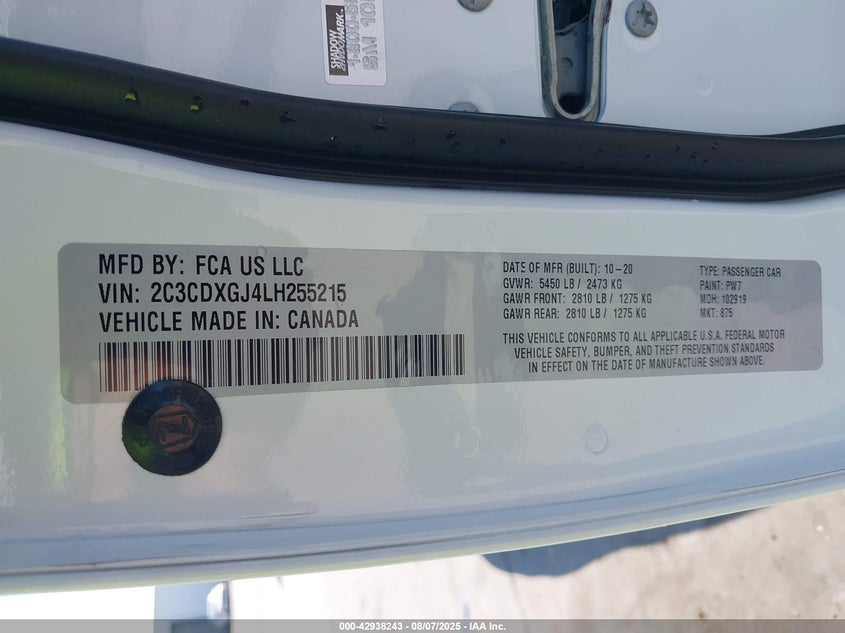 SHADOW
MFD BY: FCA US LLC
VIN: 2C3CDXGJ4LH255215
VEHICLE MADE IN: CANADA
DATE OF MFR (BUILT): 10-20
GVWR: 5450 LB / 2473 KG
GAWR FRONT: 2810 LB / 1275 KG
GAWR REAR: 2810 LB / 1275 KG
TYPE: PASSENGER CAR
PAINT: PW7
MDH: 102919
MKT: 875
THIS VEHICLE CONFORMS TO ALL APPLICABLE U.S.A. FEDERAL MOTOR
VEHICLE SAFETY, BUMPER, AND THEFT PREVENTION STANDARDS
IN EFFECT ON THE DATE OF MANUFACTURE SHOWN ABOVE.
000-42938243 - 08/07/2025 - IAA Inc.